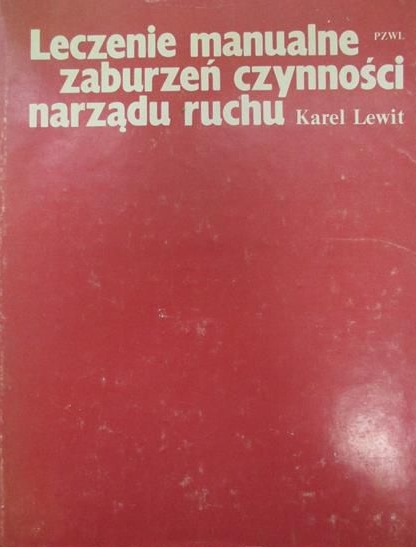 Leczenie manualne PZWL
zaburzeń czynności
narządu ruchu Karel Lewit